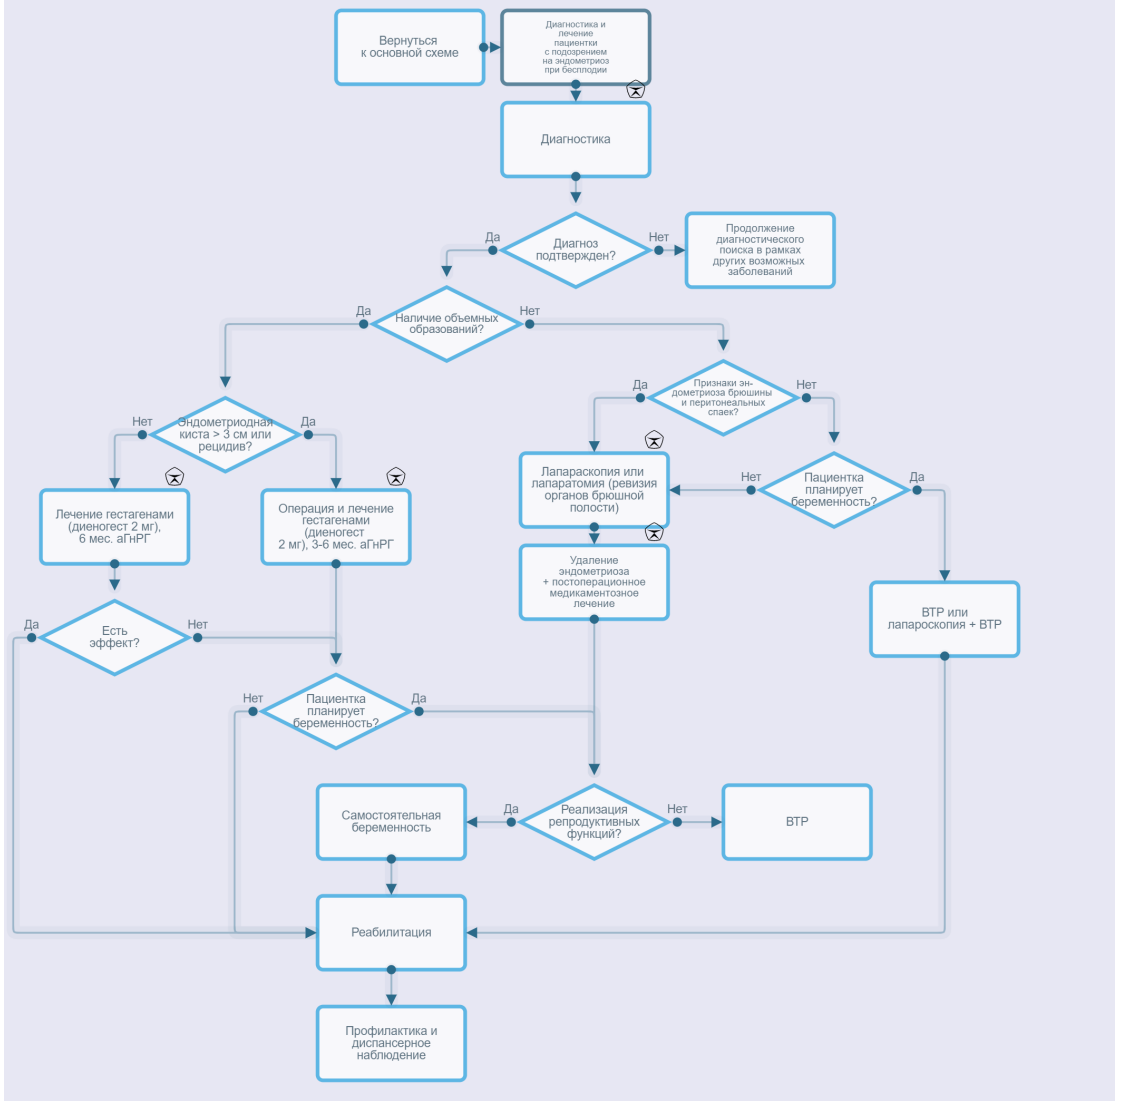 Вернуться
к основной схеме
Диагностика и
лечение
пациентки
с подозрением
на эндометриоз
при бесплодии
Диагностика
Да
Диагноз
подтвержден?
Нет
Продолжение
диагностического
поиска в рамках
других возможных
заболеваний
Да
Наличие объемных
образований?
Нет
Да
Признаки эн-
дометриоза брюшины
и перитонеальных
спаек?
Нет
Нет
Эндометриодная
киста > 3 см или
рецидив?
Да
Лапараскопия или
лапаратомия (ревизия
органов брюшной
полости)
Нет
Пациентка
планирует
беременность?
Да
Лечение гестагенами
(диеногест 2 мг),
6 мес. аГнРГ
Операция и лечение
гестагенами
(диеногест
2 мг), 3-6 мес. аГнРГ
Удаление
эндометриоза
+ постоперационное
медикаментозное
лечение
ВТР или
лапароскопия + ВТР
Да
Есть
эффект?
Нет
Нет
Пациентка
планирует
беременность?
Да
Самостоятельная
беременность
Да
Реализация
репродуктивных
функций?
Нет
ВТР
Реабилитация
Профилактика и
диспансерное
наблюдение